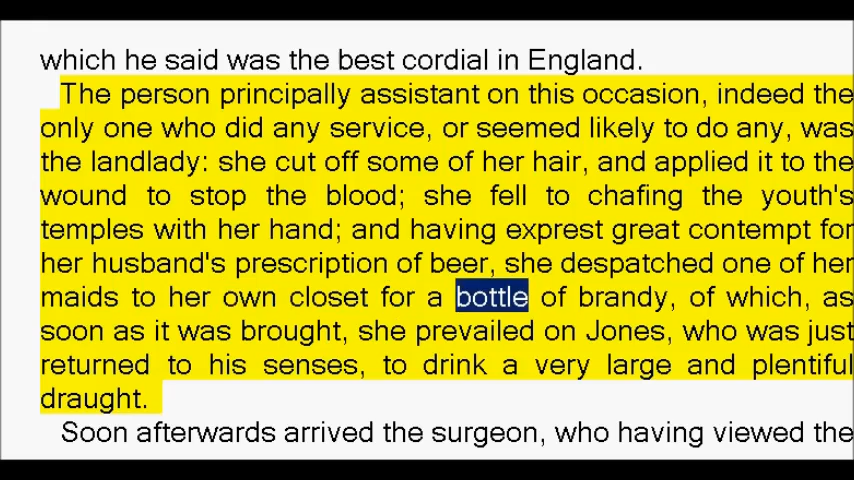 which he said was the best cordial in England.
The person principally assistant on this occasion, indeed the
only one who did any service, or seemed likely to do any, was
the landlady: she cut off some of her hair, and applied it to the
wound to stop the blood; she fell to chafing the youth's
temples with her hand; and having exprest great contempt for
her husband's prescription of beer, she despatched one of her
maids to her own closet for a bottle of brandy, of which, as
soon as it was brought, she prevailed on Jones, who was just
returned to his senses, to drink a very large and plentiful
draught.
Soon afterwards arrived the surgeon, who having viewed the